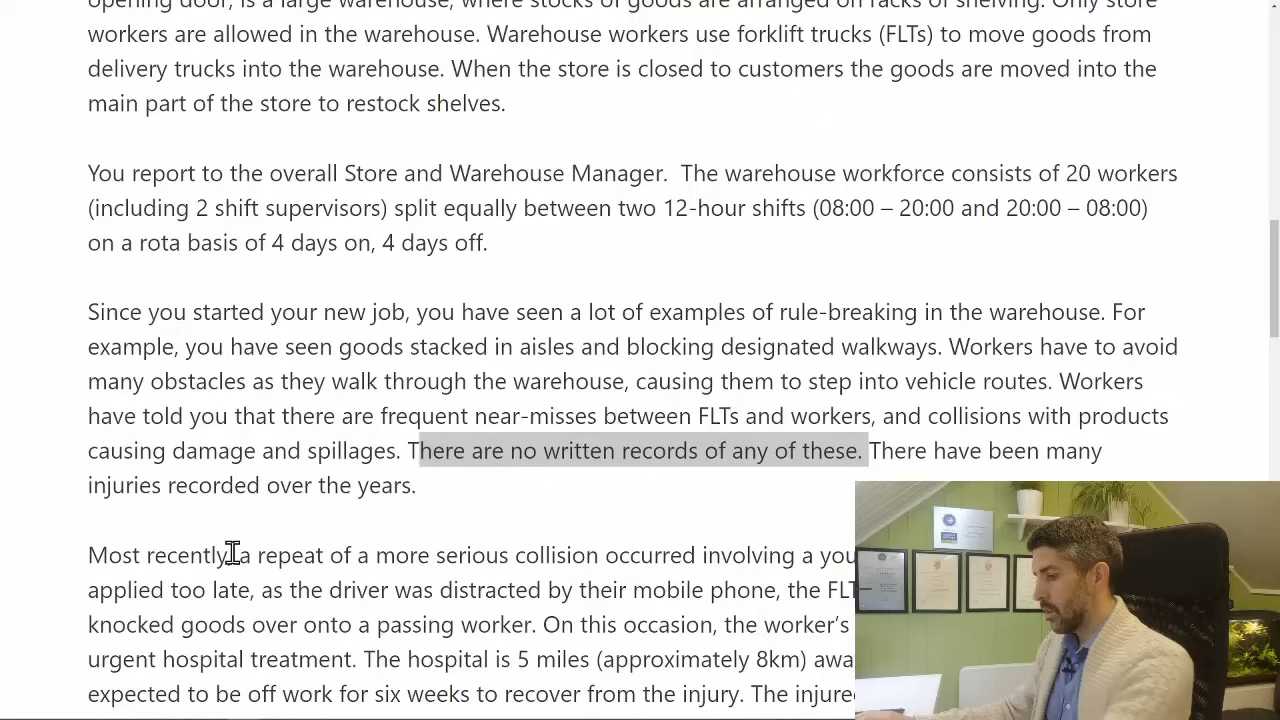 opening door, is a large warehouse, where stocks of goods are arranged on racks of shelving. Only store
workers are allowed in the warehouse. Warehouse workers use forklift trucks (FLTs) to move goods from
delivery trucks into the warehouse. When the store is closed to customers the goods are moved into the
main part of the store to restock shelves.
You report to the overall Store and Warehouse Manager. The warehouse workforce consists of 20 workers
(including 2 shift supervisors) split equally between two 12-hour shifts (08:00 – 20:00 and 20:00 – 08:00)
on a rota basis of 4 days on, 4 days off.
Since you started your new job, you have seen a lot of examples of rule-breaking in the warehouse. For
example, you have seen goods stacked in aisles and blocking designated walkways. Workers have to avoid
many obstacles as they walk through the warehouse, causing them to step into vehicle routes. Workers
have told you that there are frequent near-misses between FLTs and workers, and collisions with products
causing damage and spillages. There are no written records of any of these. There have been many
injuries recorded over the years.
Most recently, a repeat of a more serious collision occurred involving a you
applied too late, as the driver was distracted by their mobile phone, the FLT
knocked goods over onto a passing worker. On this occasion, the worker's
urgent hospital treatment. The hospital is 5 miles (approximately 8km) awa
expected to be off work for six weeks to recover from the injury. The injure